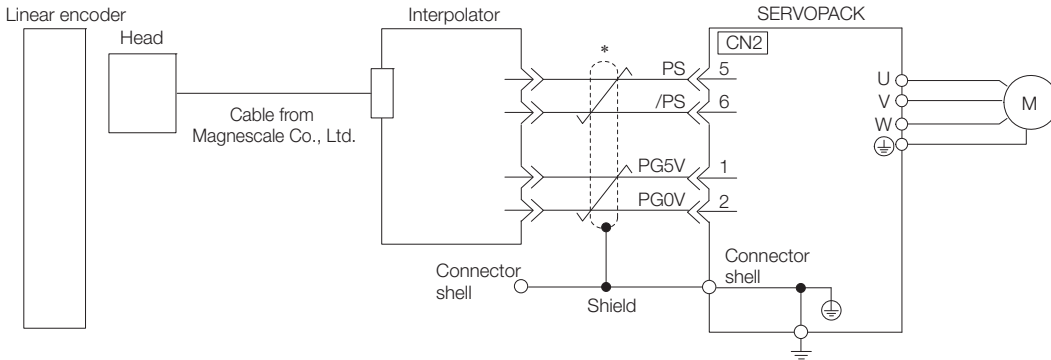 Linear encoder
Head
Cable from
Magnescale Co., Ltd.
Interpolator
*
SERVOPACK
CN2
PS 5
/PS 6
PG5V 1
PG0V 2
U
V
W
M
Connector
shell
Shield
Connector
shell